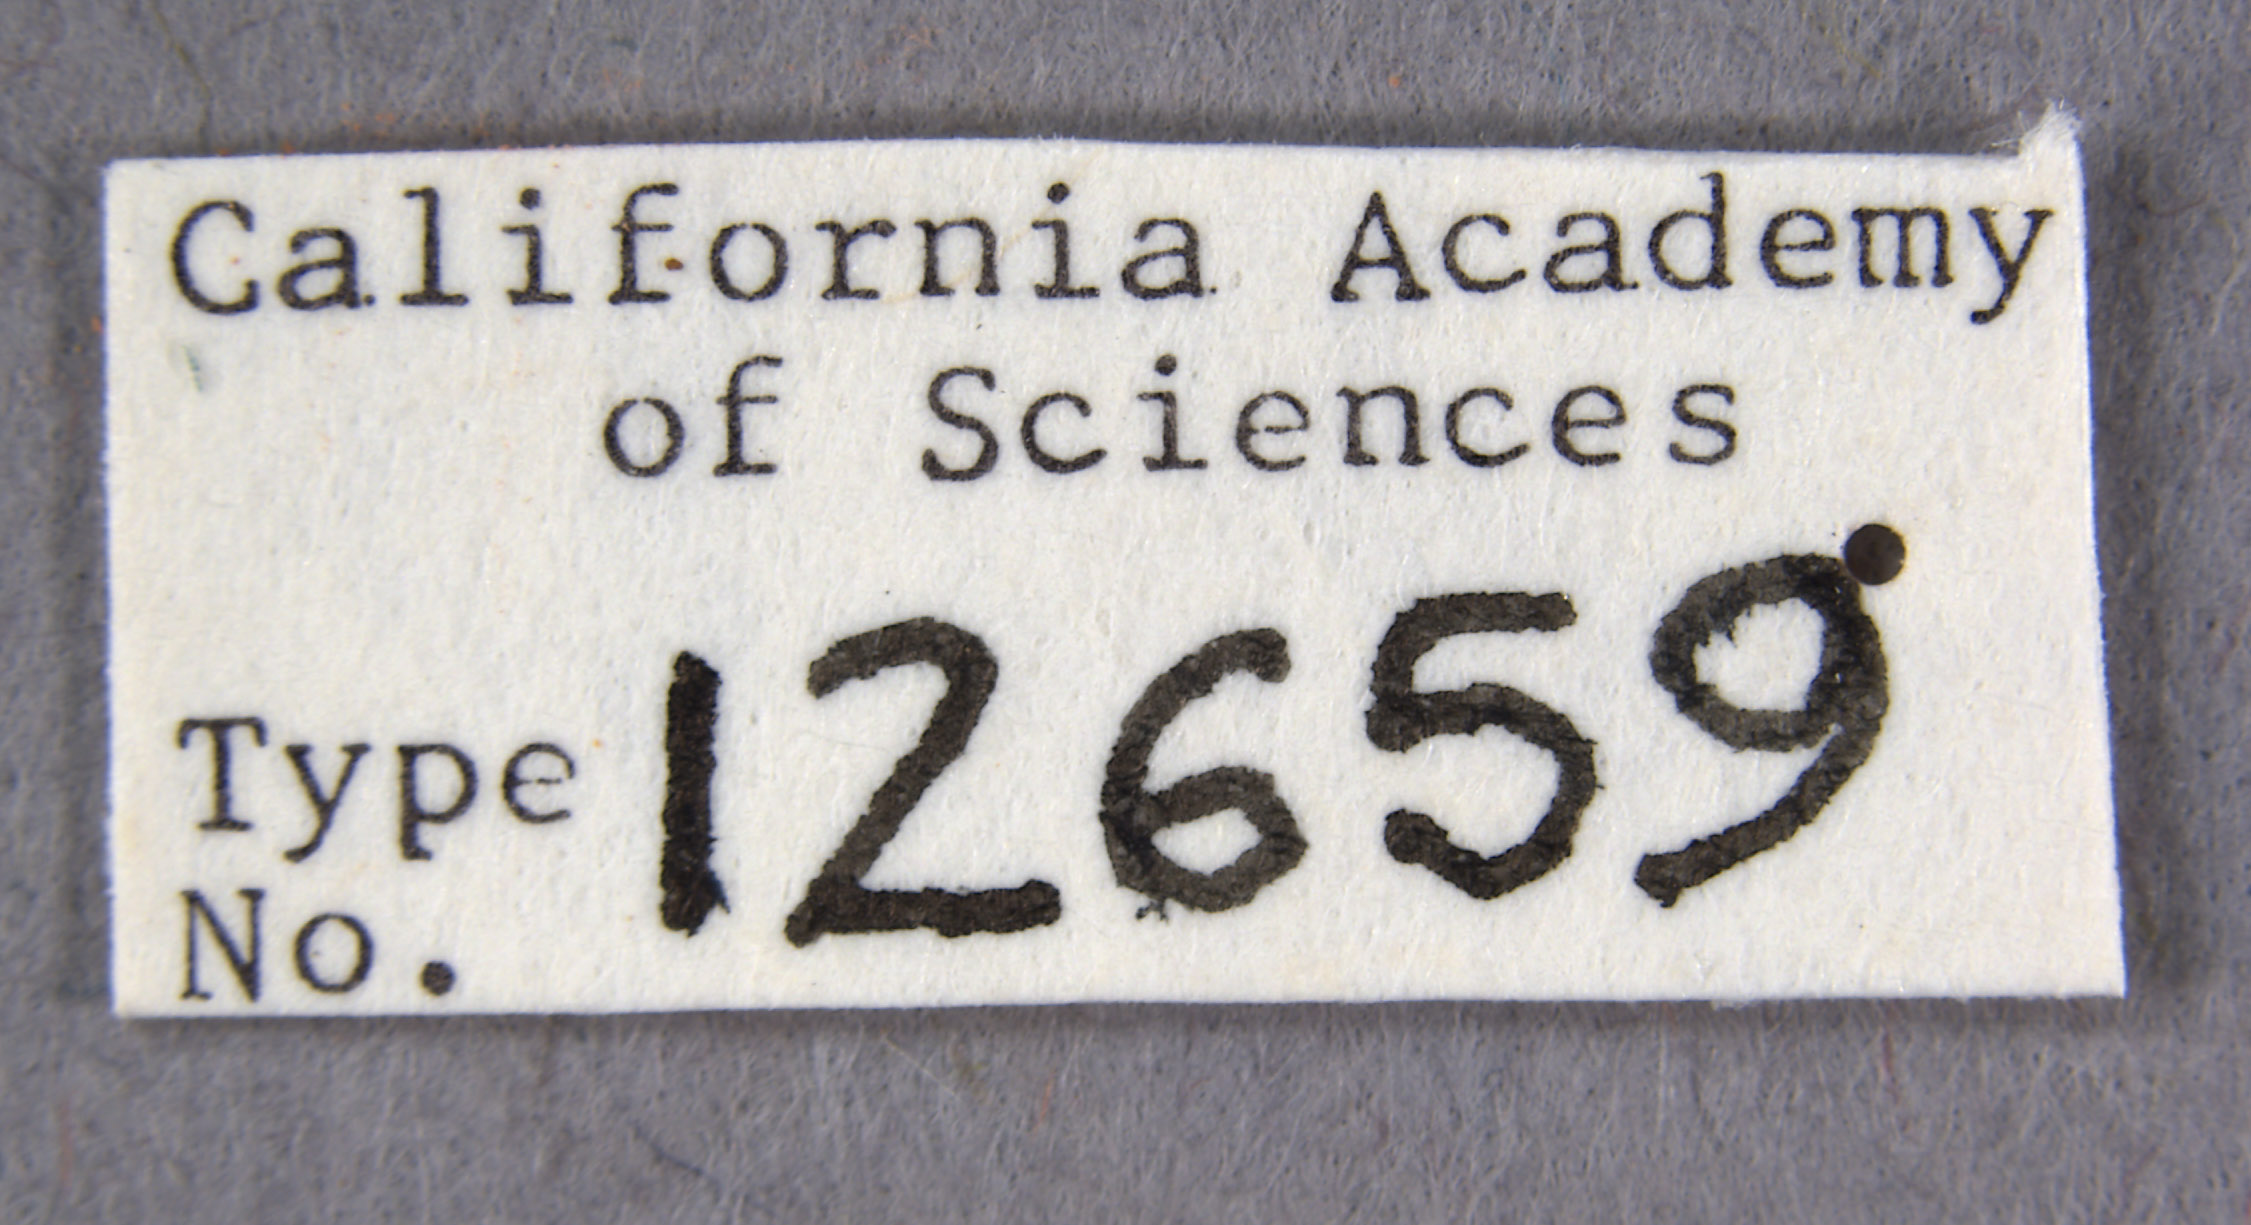 California Academy
of Sciences
Type
No. 12659